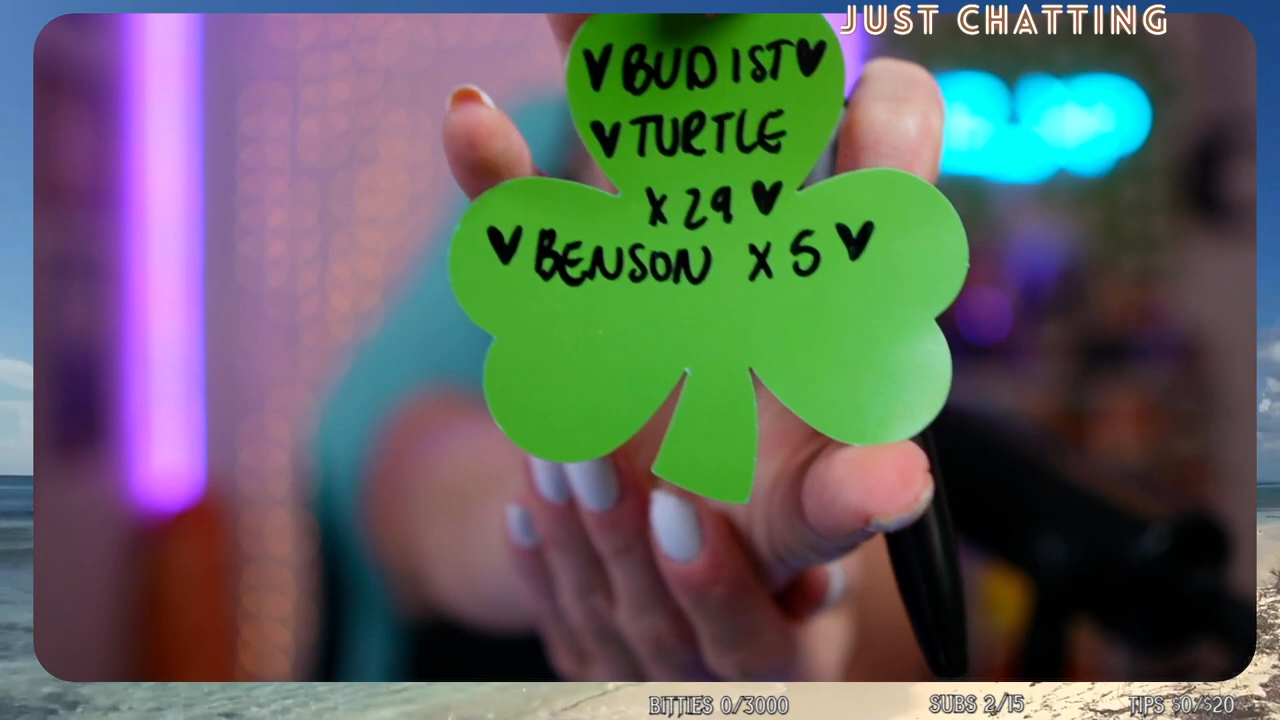 JUST CHATTING
♥ BUDIST ♥
♥ TURTLE
X 29 ♥
♥ BENSON X 5 ♥
BITTIES 0/3000 SUBS 2/15 TIPS $0/$20